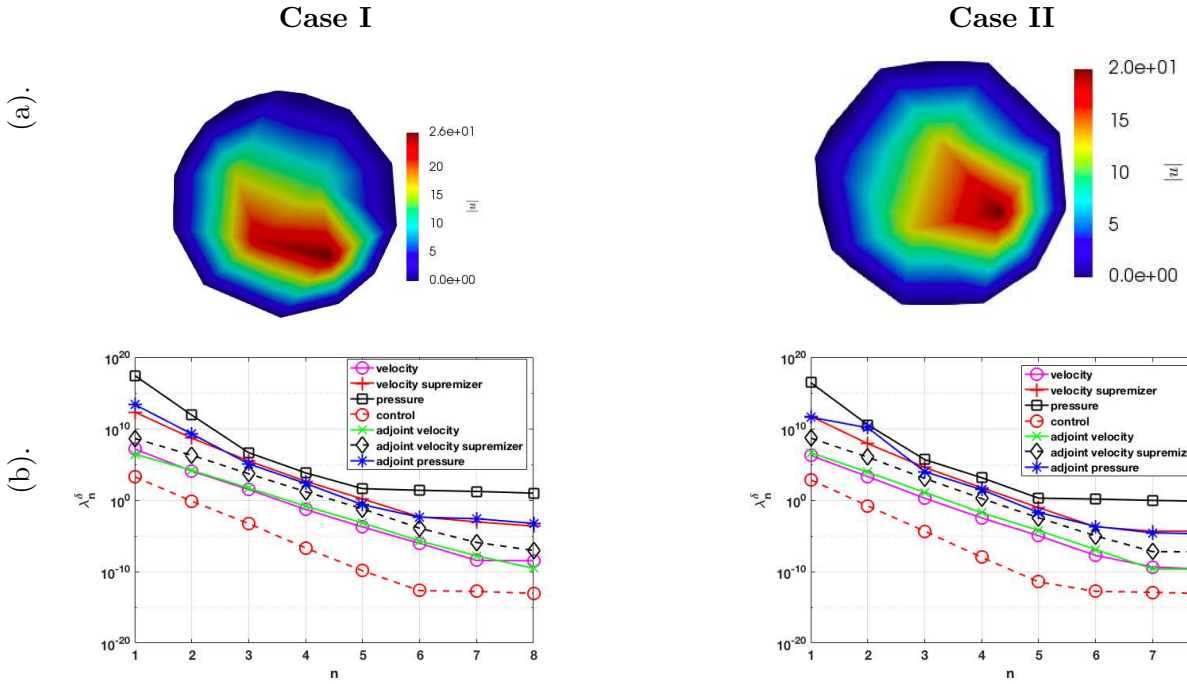 Case I
Case II
(a).
2.6e+01
20
15
10
5
0.0e+00
|u|
2.0e+01
15
10
5
0.0e+00
|u|
(b).
10^20
10^10
10^0
10^-10
10^-20
λ_n^δ
1 2 3 4 5 6 7 8
n
velocity
velocity supremizer
pressure
control
adjoint velocity
adjoint velocity supremizer
adjoint pressure
10^20
10^10
10^0
10^-10
10^-20
λ_n^δ
1 2 3 4 5 6 7
n
velocity
velocity supremizer
pressure
control
adjoint velocity
adjoint velocity supremize
adjoint pressure